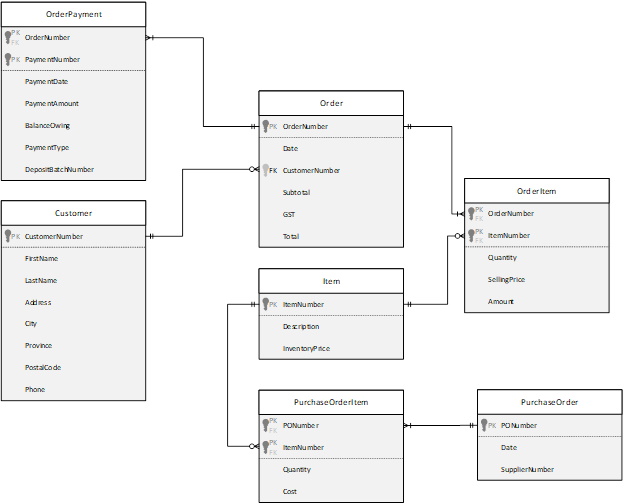 OrderPayment
PK
FK
OrderNumber
PK
PaymentNumber
PaymentDate
PaymentAmount
BalanceOwing
PaymentType
DepositBatchNumber
Order
PK
OrderNumber
Date
FK
CustomerNumber
Subtotal
GST
Total
Customer
PK
CustomerNumber
FirstName
LastName
Address
City
Province
PostalCode
Phone
OrderItem
PK
FK
OrderNumber
PK
FK
ItemNumber
Quantity
SellingPrice
Amount
Item
PK
ItemNumber
Description
InventoryPrice
PurchaseOrderItem
PK
FK
PONumber
PK
FK
ItemNumber
Quantity
Cost
PurchaseOrder
PK
PONumber
Date
SupplierNumber